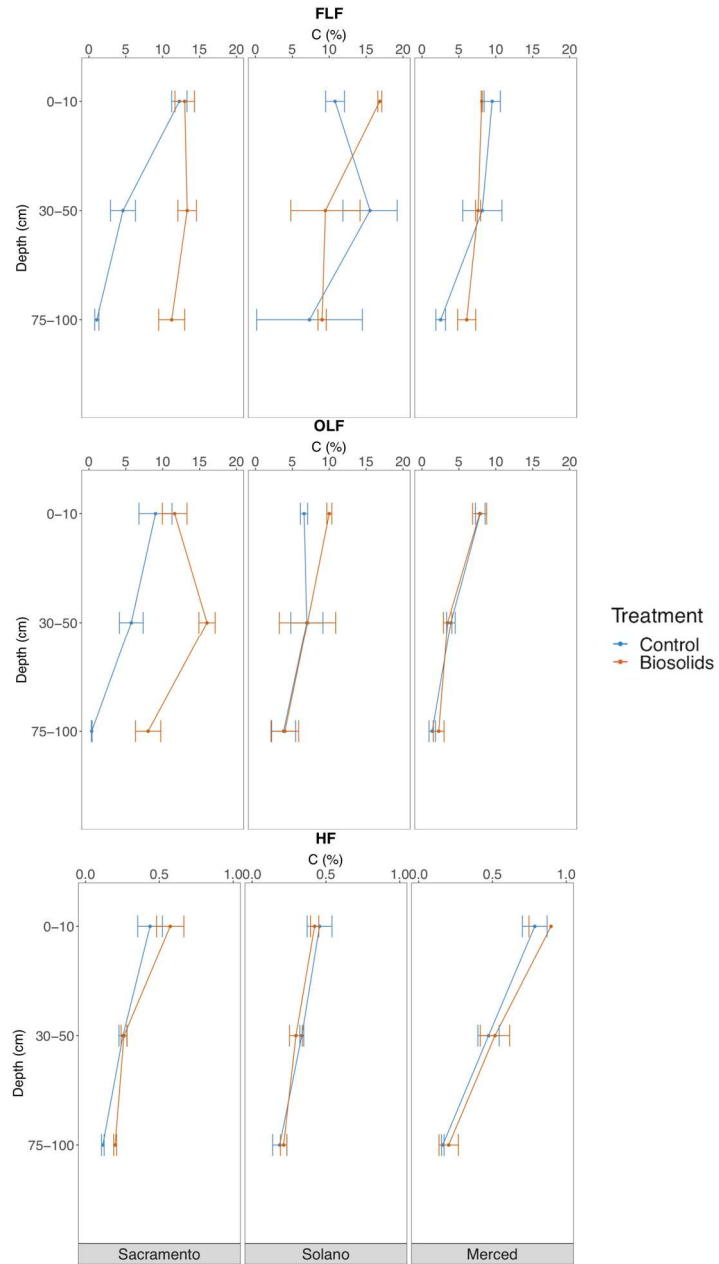 FLF
C (%)
0 5 10 15 20 0 5 10 15 20 0 5 10 15 20
Depth (cm)
0–10
30–50
75–100
OLF
C (%)
0 5 10 15 20 0 5 10 15 20 0 5 10 15 20
Depth (cm)
0–10
30–50
75–100
Treatment
Control
Biosolids
HF
C (%)
0.0 0.5 1.0 0.0 0.5 1.0 0.0 0.5 1.0
Depth (cm)
0–10
30–50
75–100
Sacramento Solano Merced